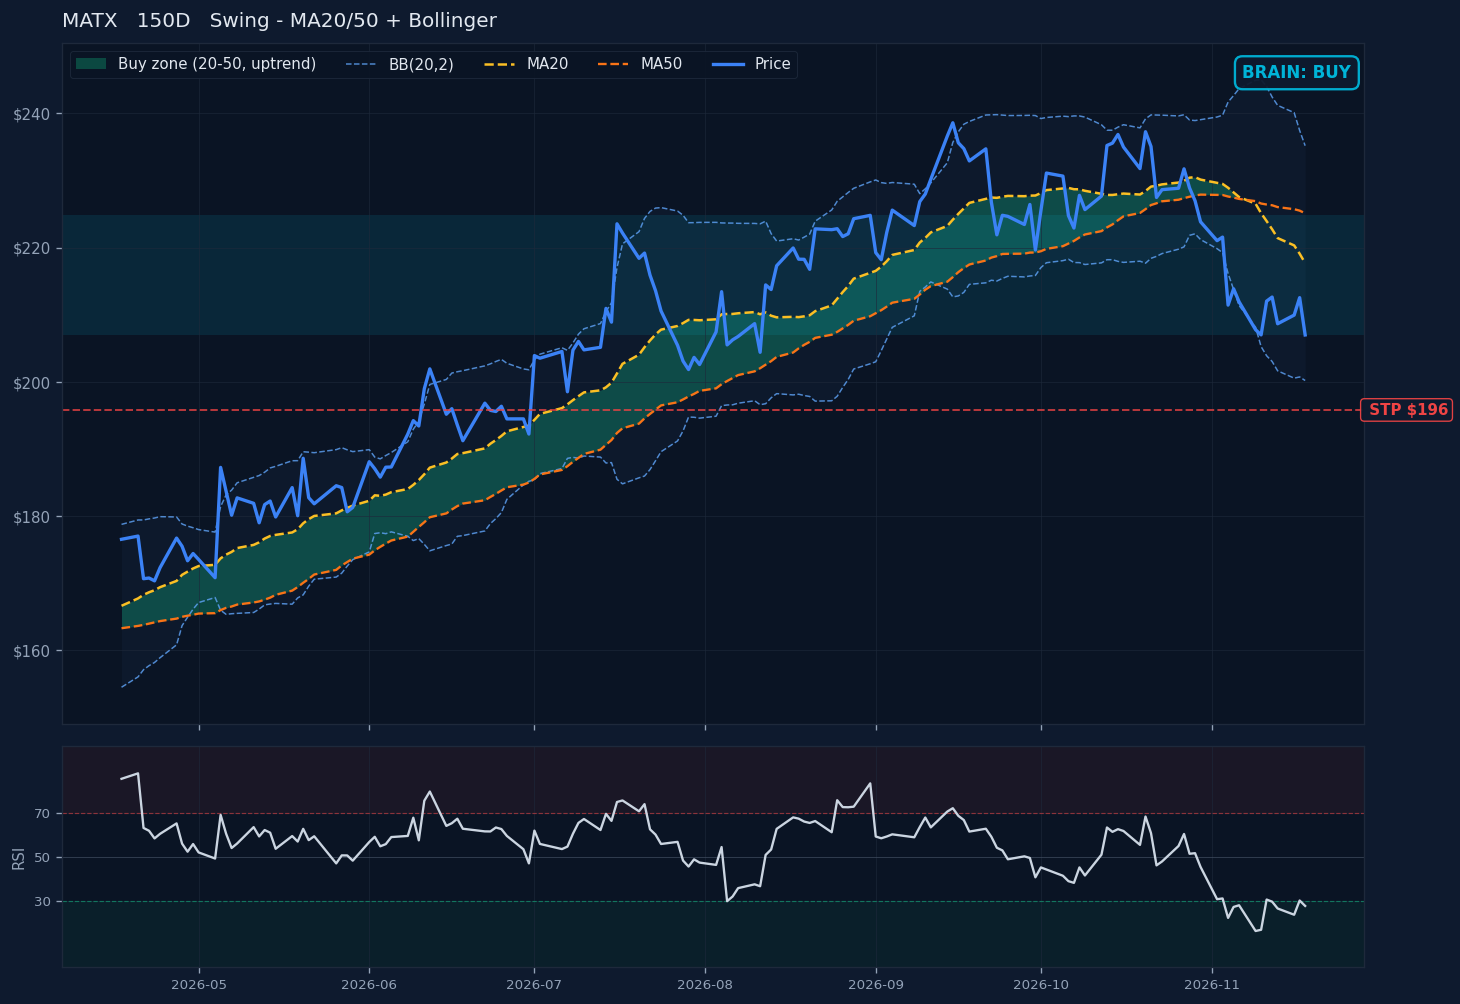 MATX   150D   Swing - MA20/50 + Bollinger
Buy zone (20-50, uptrend)   BB(20,2)   MA20   MA50   Price
BRAIN: BUY
$240
$220
$200
STP $196
$180
$160
70
50
30
RSI
2026-05   2026-06   2026-07   2026-08   2026-09   2026-10   2026-11